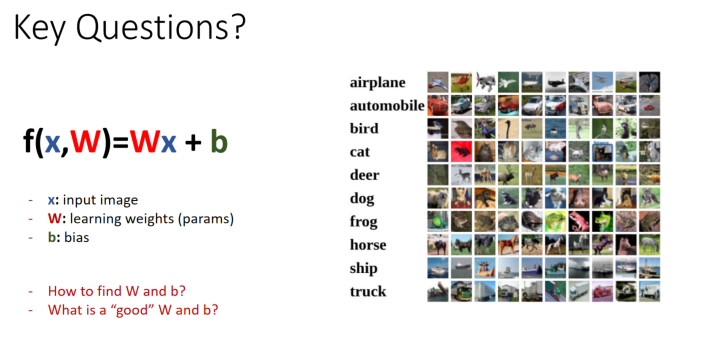 Key Questions?
f(x,W)=Wx + b
- x: input image
- W: learning weights (params)
- b: bias
- How to find W and b?
- What is a “good” W and b?
airplane
automobile
bird
cat
deer
dog
frog
horse
ship
truck